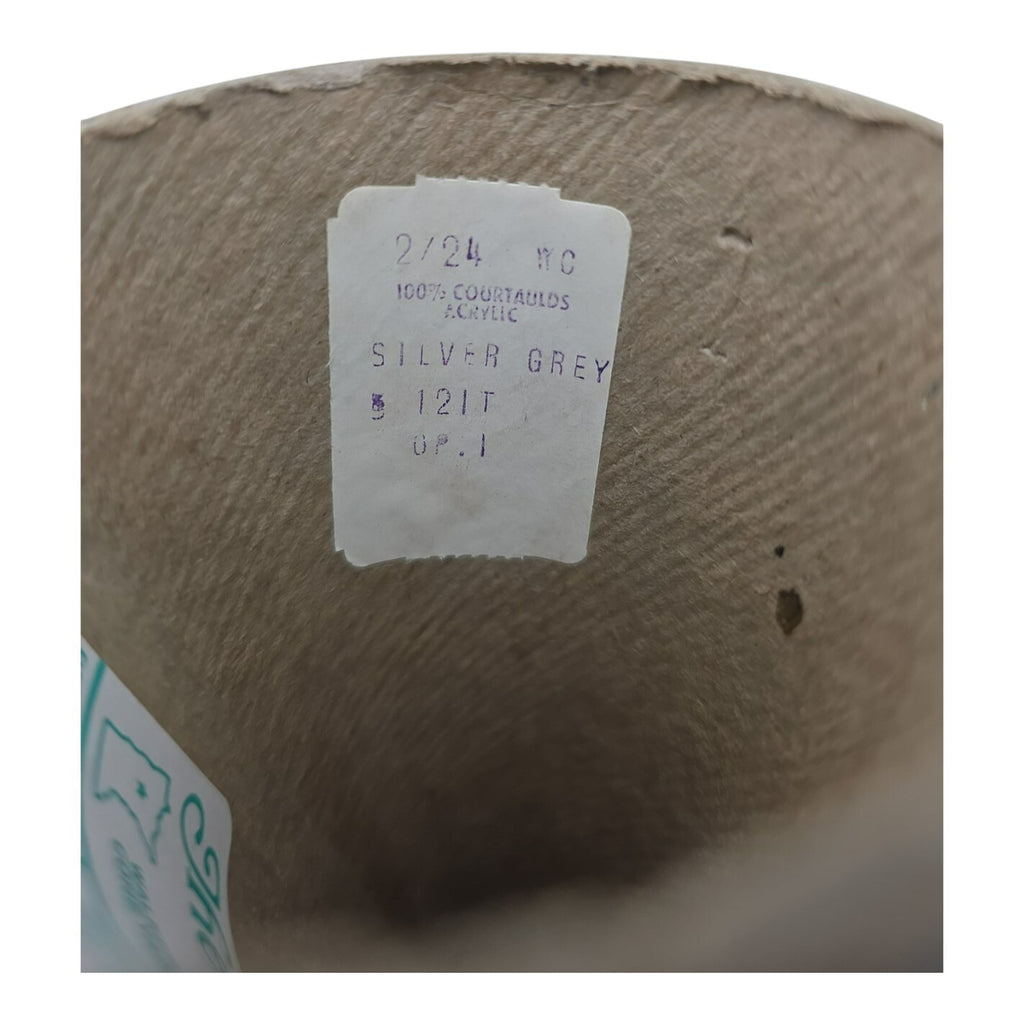 2/24 WC
100% COURTAULDS
ACRYLIC
SILVER GREY
121T
OP.1